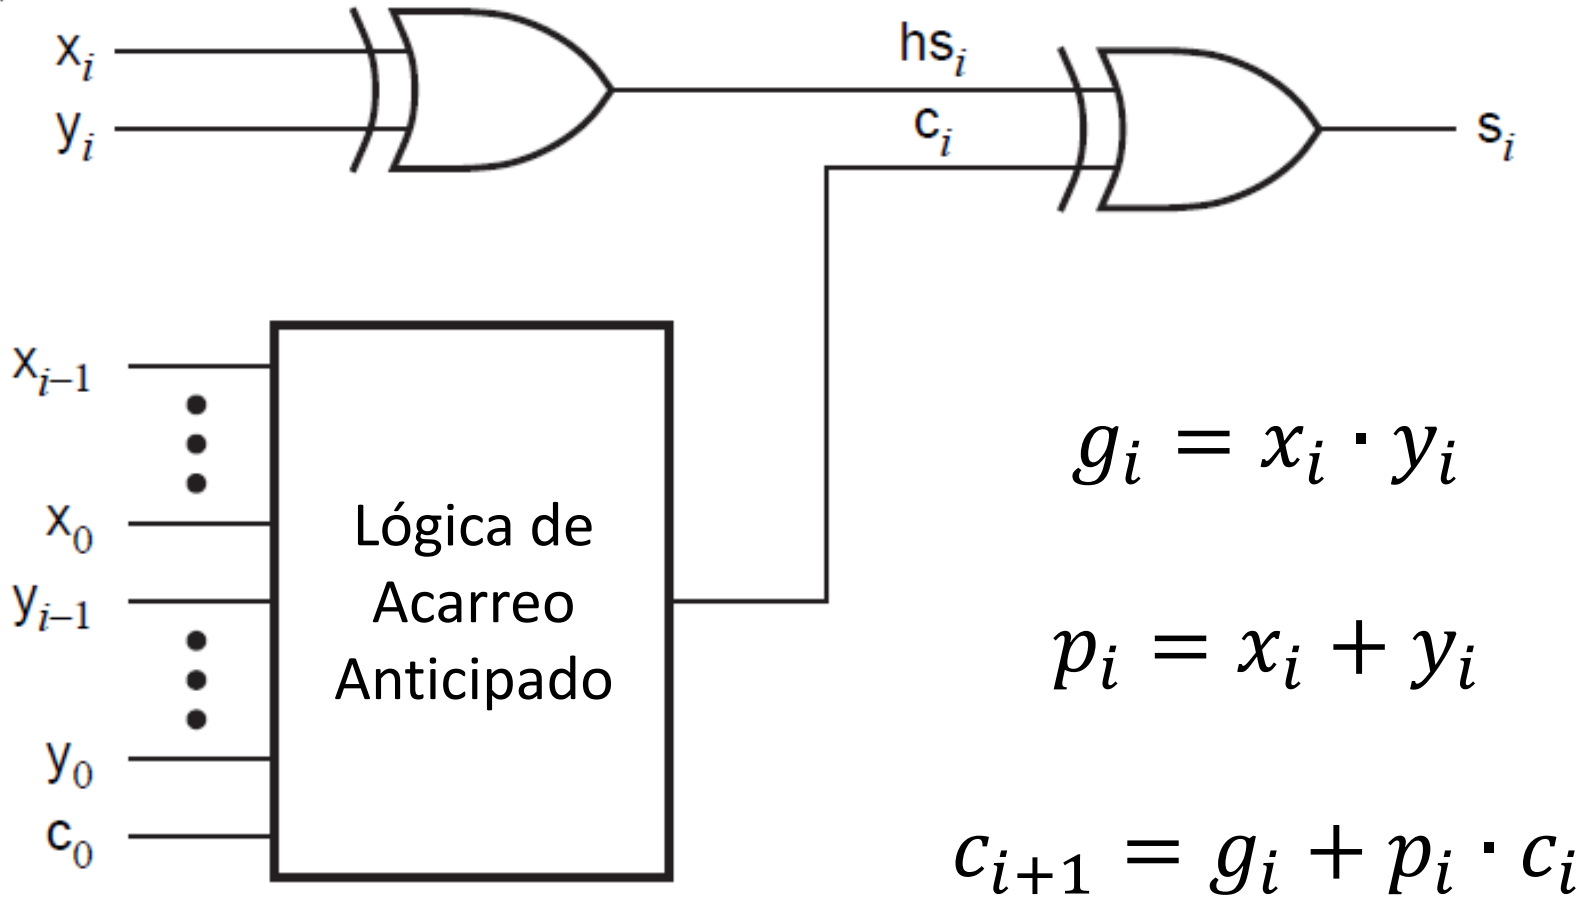 xᵢ
yᵢ
hsᵢ
cᵢ
sᵢ
xᵢ₋₁
x₀
yᵢ₋₁
y₀
c₀
Lógica de
Acarreo
Anticipado
gᵢ = xᵢ · yᵢ
pᵢ = xᵢ + yᵢ
cᵢ₊₁ = gᵢ + pᵢ · cᵢ